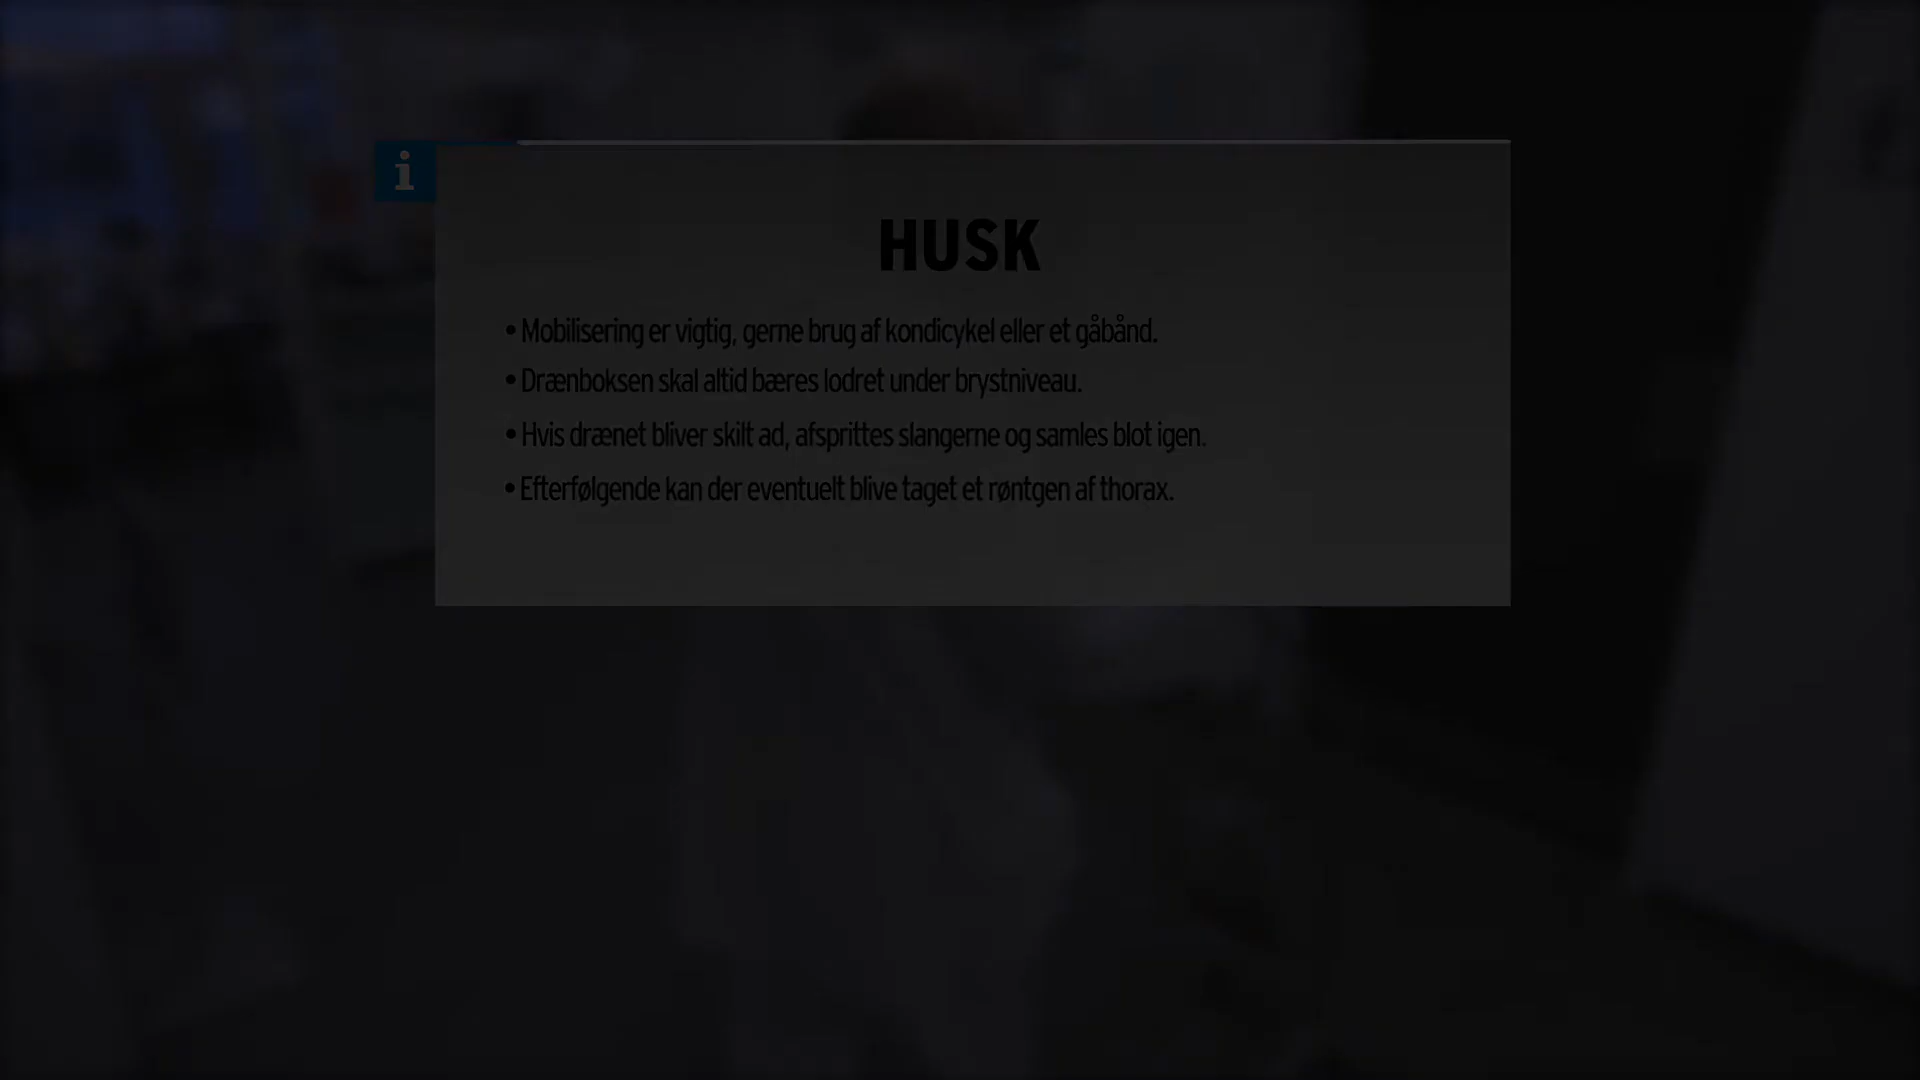 i
HUSK
• Mobilisering er vigtig, gerne brug af kondicykel eller et gåbånd.
• Drænboksen skal altid bæres lodret under brystniveau.
• Hvis drænet bliver skilt ad, afsprittes slangerne og samles blot igen.
• Efterfølgende kan der eventuelt blive taget et røntgen af thorax.